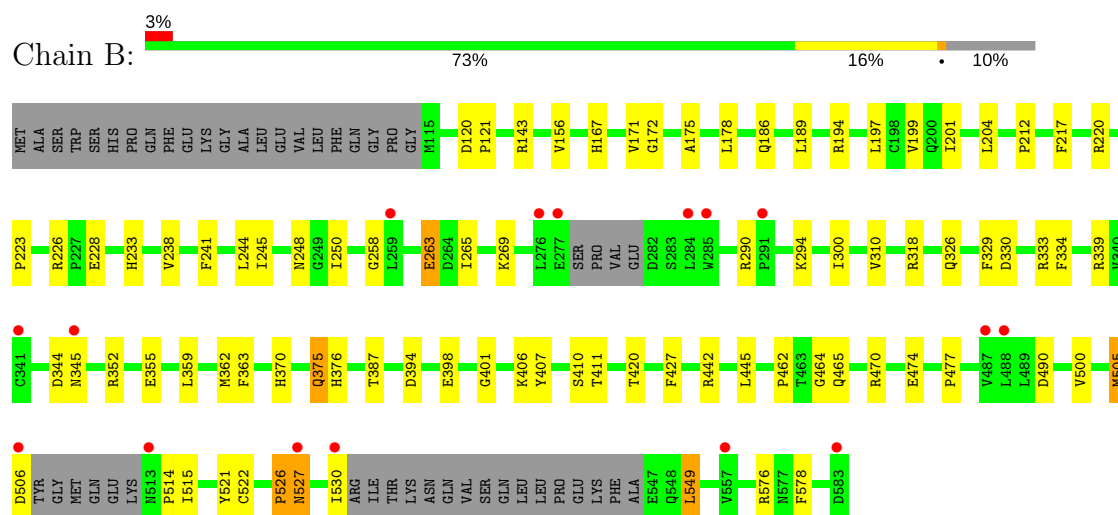 3%
Chain B:
73% 16% • 10%
MET ALA SER TRP SER HIS PRO GLN PHE GLU LYS GLY ALA LEU GLU VAL LEU PHE GLN GLY PRO GLY M115 D120 P121 R143 V156 H167 V171 G172 A175 L178 Q186 L189 R194 L197 C198 V199 Q200 I201 L204 P212 F217 R220
P223 R226 P227 E228 H233 V238 F241 L244 I245 N248 G249 I250 G258 L259 E263 D264 I265 K269 L276 E277 SER PRO VAL GLU D282 S283 L284 W285 R290 P291 K294 I300 V310 R318 Q326 F329 D330 R333 F334 R339 V340
C341 D344 N345 R352 E355 L359 M362 F363 H370 Q375 H376 T387 D394 E398 G401 K406 Y407 S410 T411 T420 F427 R442 L445 P462 T463 G464 Q465 R470 E474 P477 V487 L488 L489 D490 V500 M505
D506 TYR GLY MET GLN GLU LYS N513 P514 I515 Y521 C522 P526 N527 I530 ARG ILE THR LYS ASN GLN VAL SER GLN LEU LEU PRO GLU LYS PHE ALA E547 Q548 L549 V557 R576 N577 F578 D583